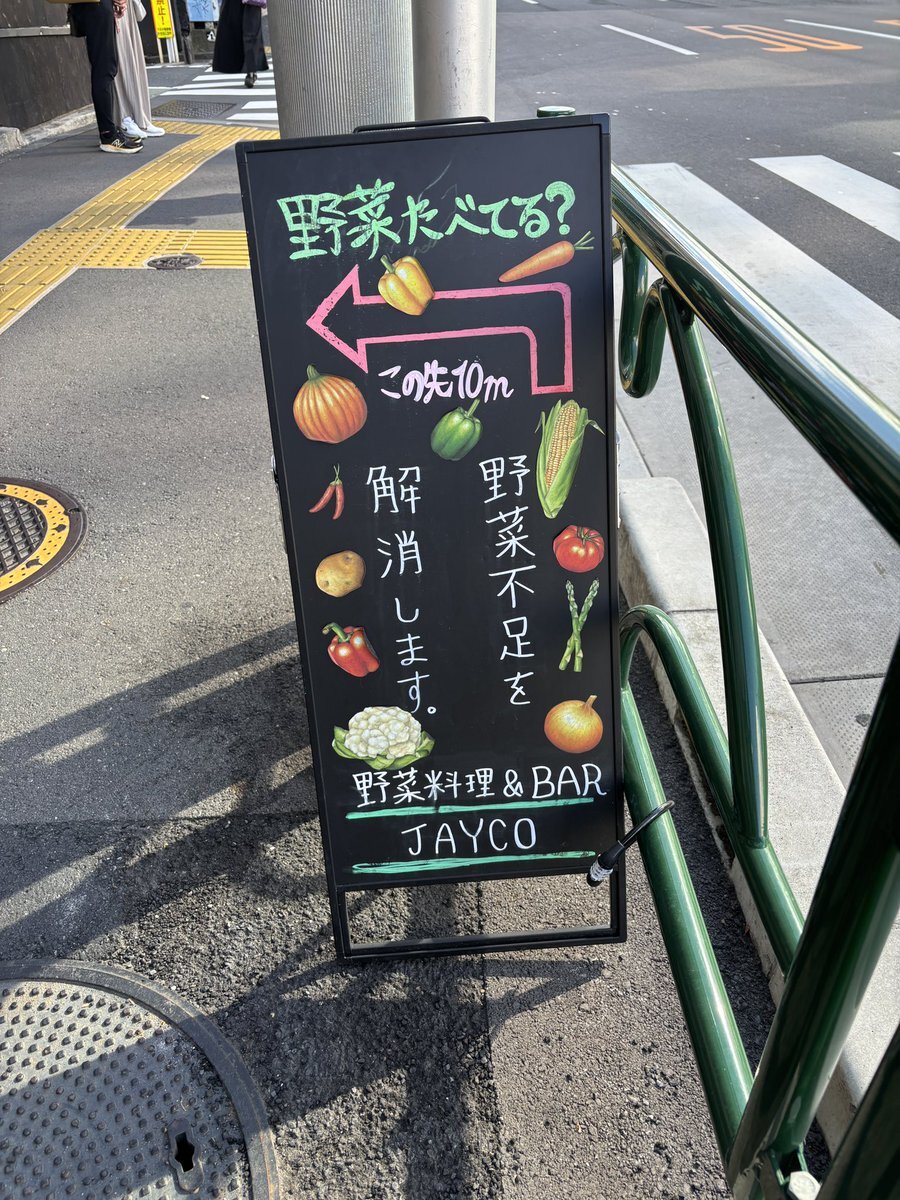 野菜たべてる?
この先10m
野菜不足を
解消します。
野菜料理&BAR
JAYCO